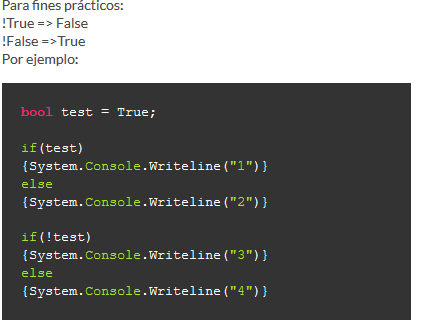 Para fines prácticos:
!True => False
!False =>True
Por ejemplo:
bool test = True;
if(test)
{System.Console.Writeline("1")}
else
{System.Console.Writeline("2")}
if(!test)
{System.Console.Writeline("3")}
else
{System.Console.Writeline("4")}